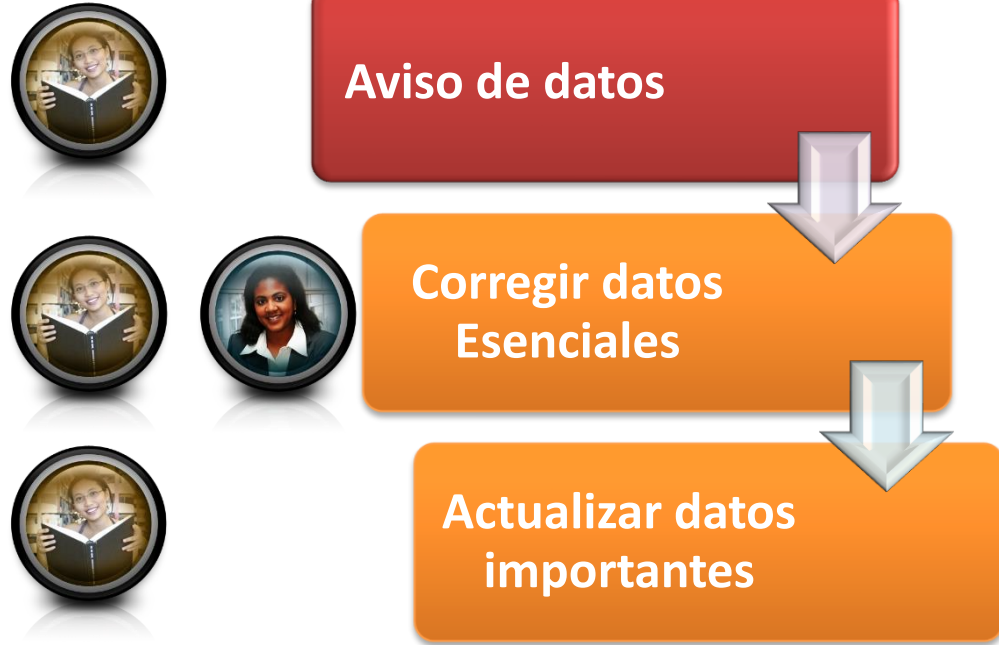 Aviso de datos
Corregir datos
Esenciales
Actualizar datos
importantes